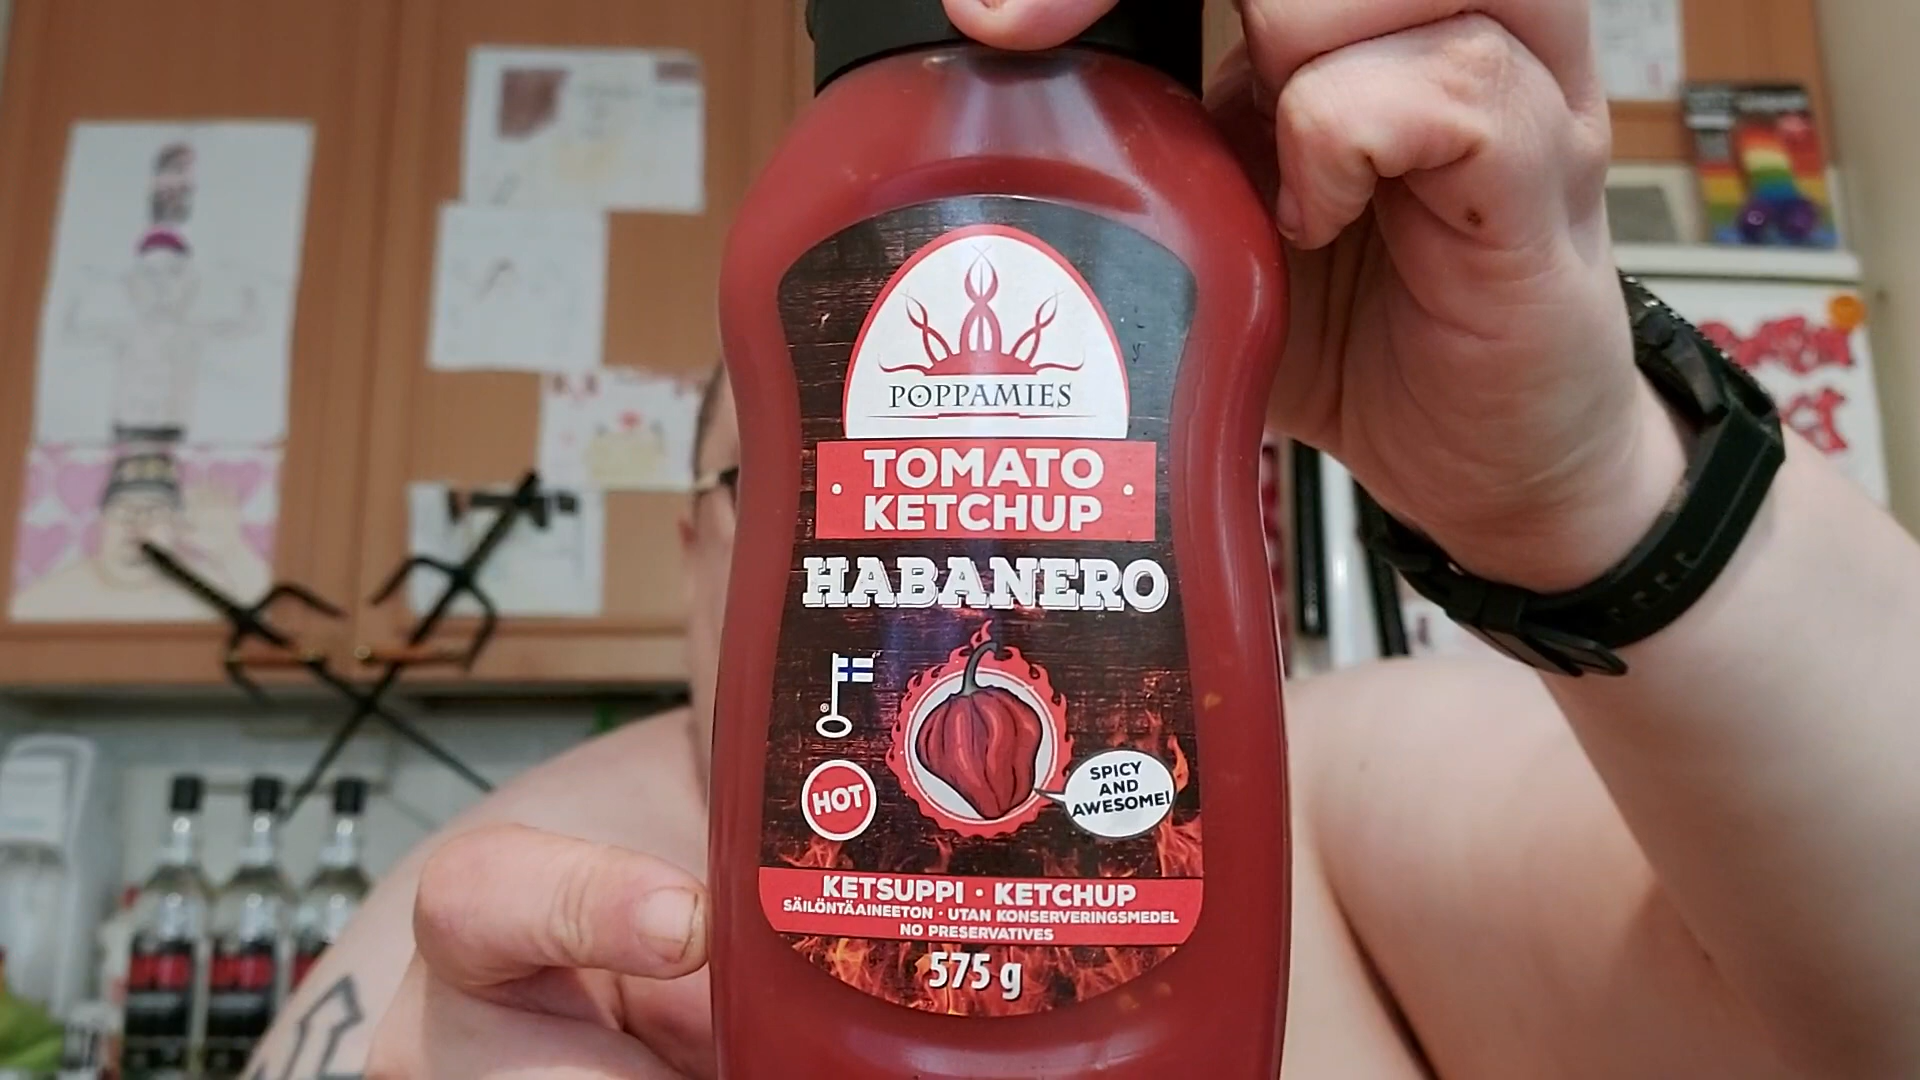 POPPAMIES
TOMATO
KETCHUP
HABANERO
HOT
SPICY
AND
AWESOME!
KETSUPPI · KETCHUP
SÄILÖNTÄAINEETON · UTAN KONSERVERINGSMEDEL
NO PRESERVATIVES
575 g